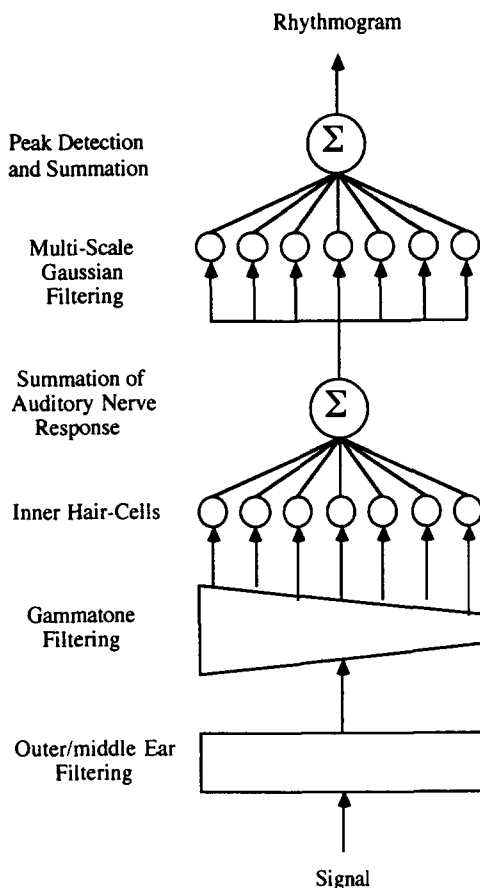 Rhythmogram
Σ
Peak Detection
and Summation
Multi-Scale
Gaussian
Filtering
Summation of
Auditory Nerve
Response
Σ
Inner Hair-Cells
Gammatone
Filtering
Outer/middle Ear
Filtering
Signal